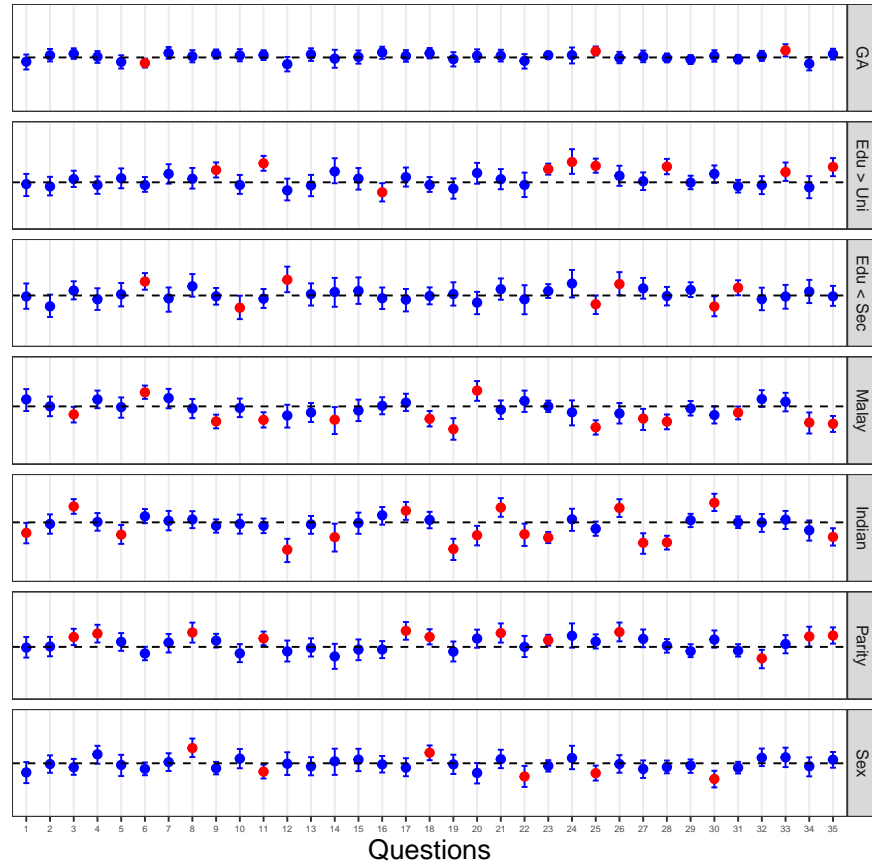 GA
Edu > Uni
Edu < Sec
Malay
Indian
Parity
Sex
1 2 3 4 5 6 7 8 9 10 11 12 13 14 15 16 17 18 19 20 21 22 23 24 25 26 27 28 29 30 31 32 33 34 35
Questions